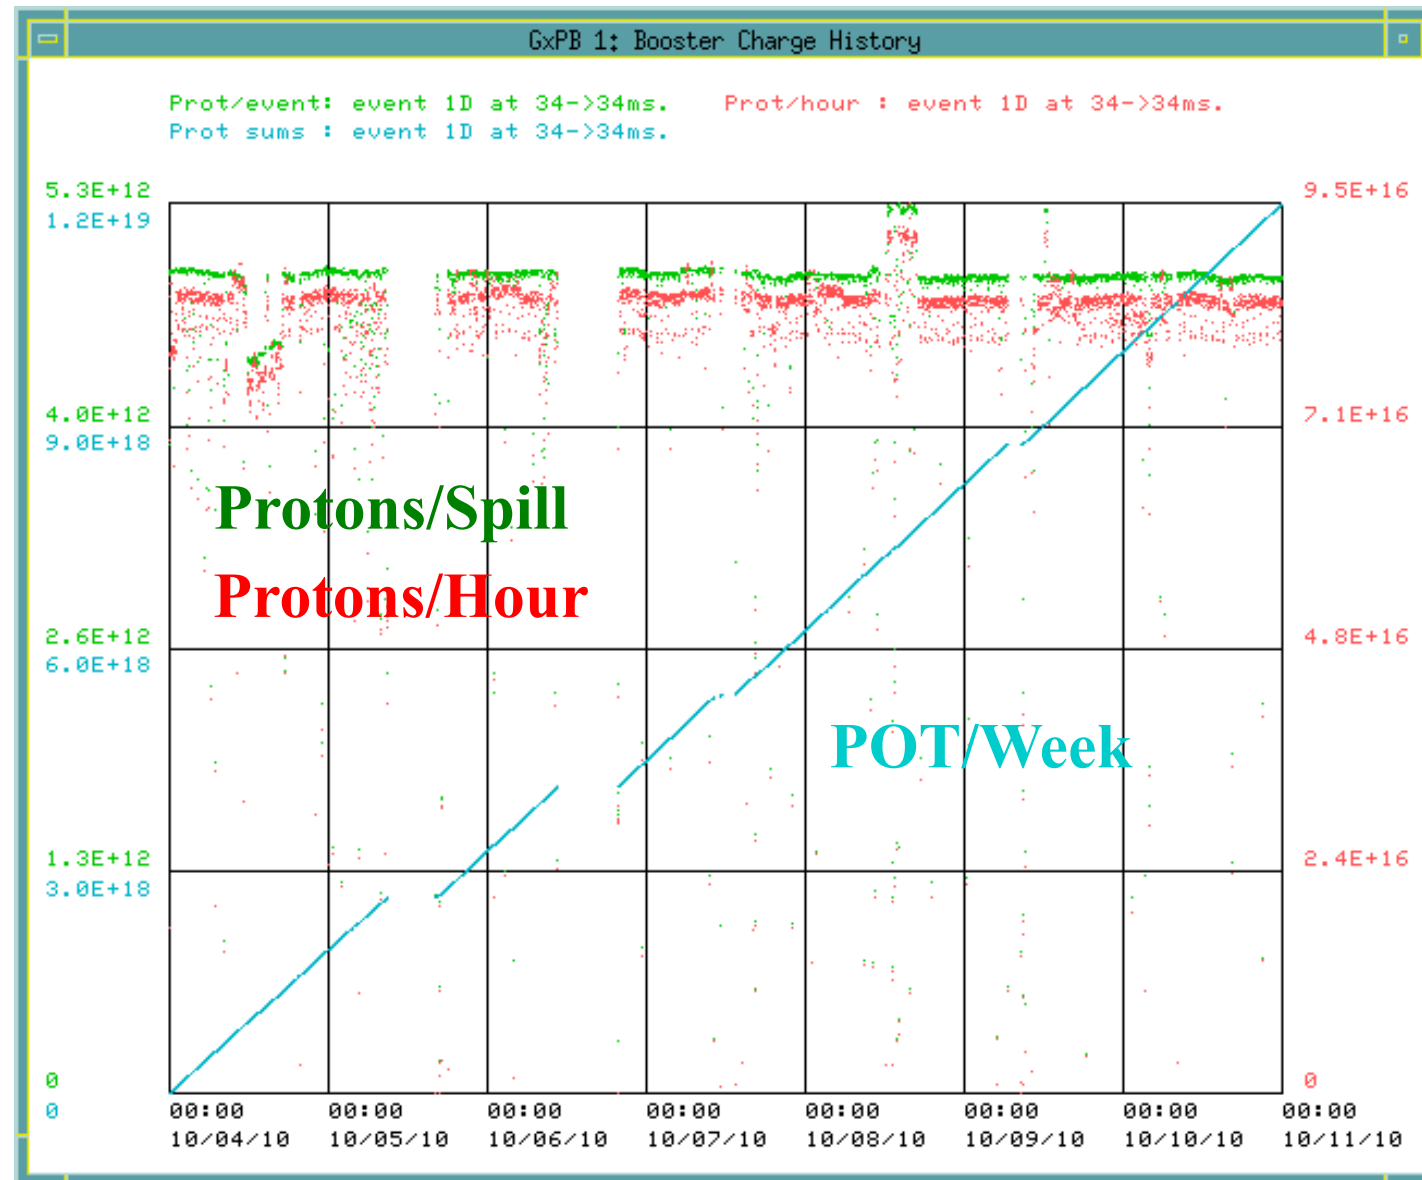 GxPB 1: Booster Charge History
Prot/event: event 1D at 34->34ms. Prot/hour : event 1D at 34->34ms.
Prot sums : event 1D at 34->34ms.
5.3E+12 9.5E+16
1.2E+19
4.0E+12 7.1E+16
9.0E+18
Protons/Spill
Protons/Hour
2.6E+12 4.8E+16
6.0E+18
POT/Week
1.3E+12 2.4E+16
3.0E+18
0 0
0 00:00 00:00 00:00 00:00 00:00 00:00 00:00 00:00
10/04/10 10/05/10 10/06/10 10/07/10 10/08/10 10/09/10 10/10/10 10/11/10